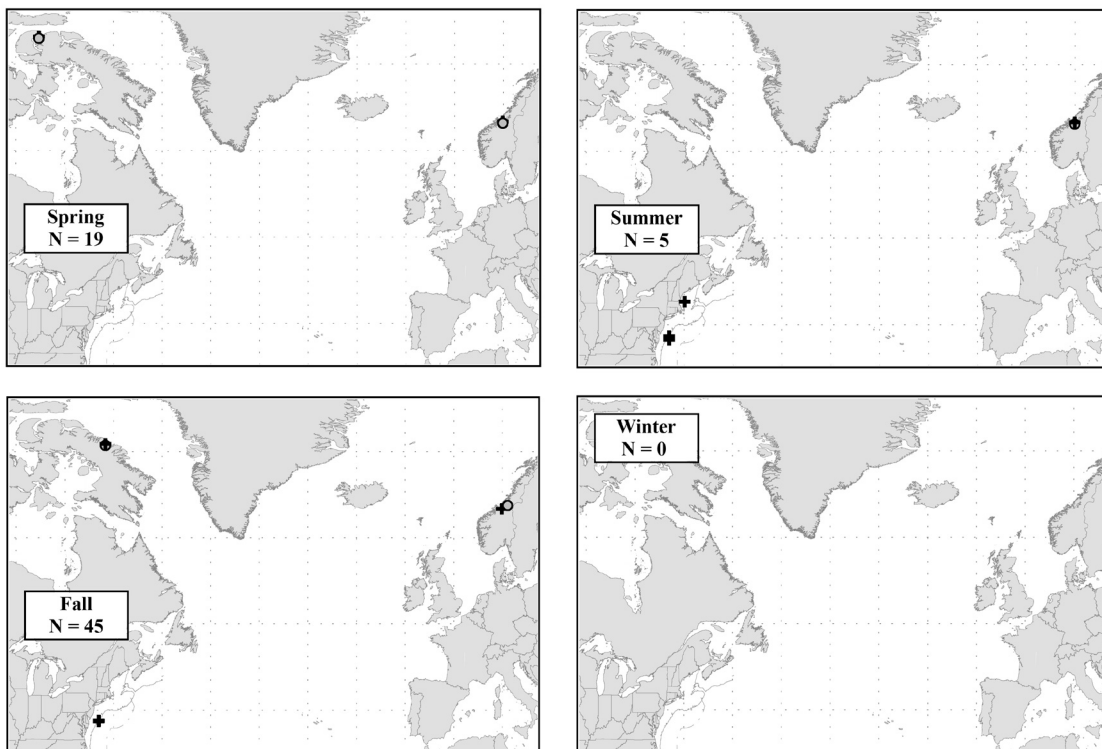 Spring
N = 19
Summer
N = 5
Fall
N = 45
Winter
N = 0